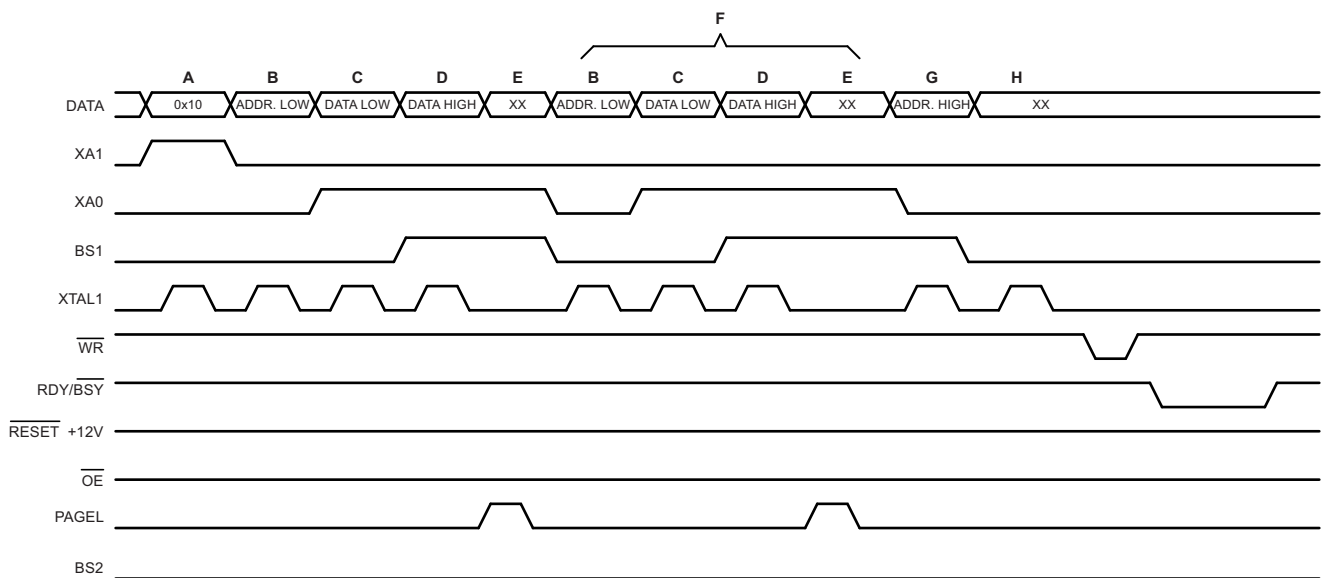 F
A B C D E B C D E G H
DATA 0x10 ADDR. LOW DATA LOW DATA HIGH XX ADDR. LOW DATA LOW DATA HIGH XX ADDR. HIGH XX
XA1
XA0
BS1
XTAL1
WR
RDY/BSY
RESET +12V
OE
PAGEL
BS2